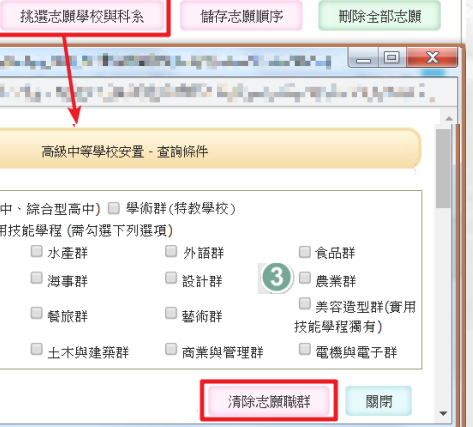 挑選志願學校與科系 儲存志願順序 刪除全部志願
高級中等學校安置 - 查詢條件
中、綜合型高中) 學術群(特教學校)
用技能學程 (需勾選下列選項)
水產群 外語群 食品群
海事群 設計群 3 農業群
餐旅群 藝術群 美容造型群(實用
技能學程獨有)
土木與建築群 商業與管理群 電機與電子群
清除志願職群 關閉